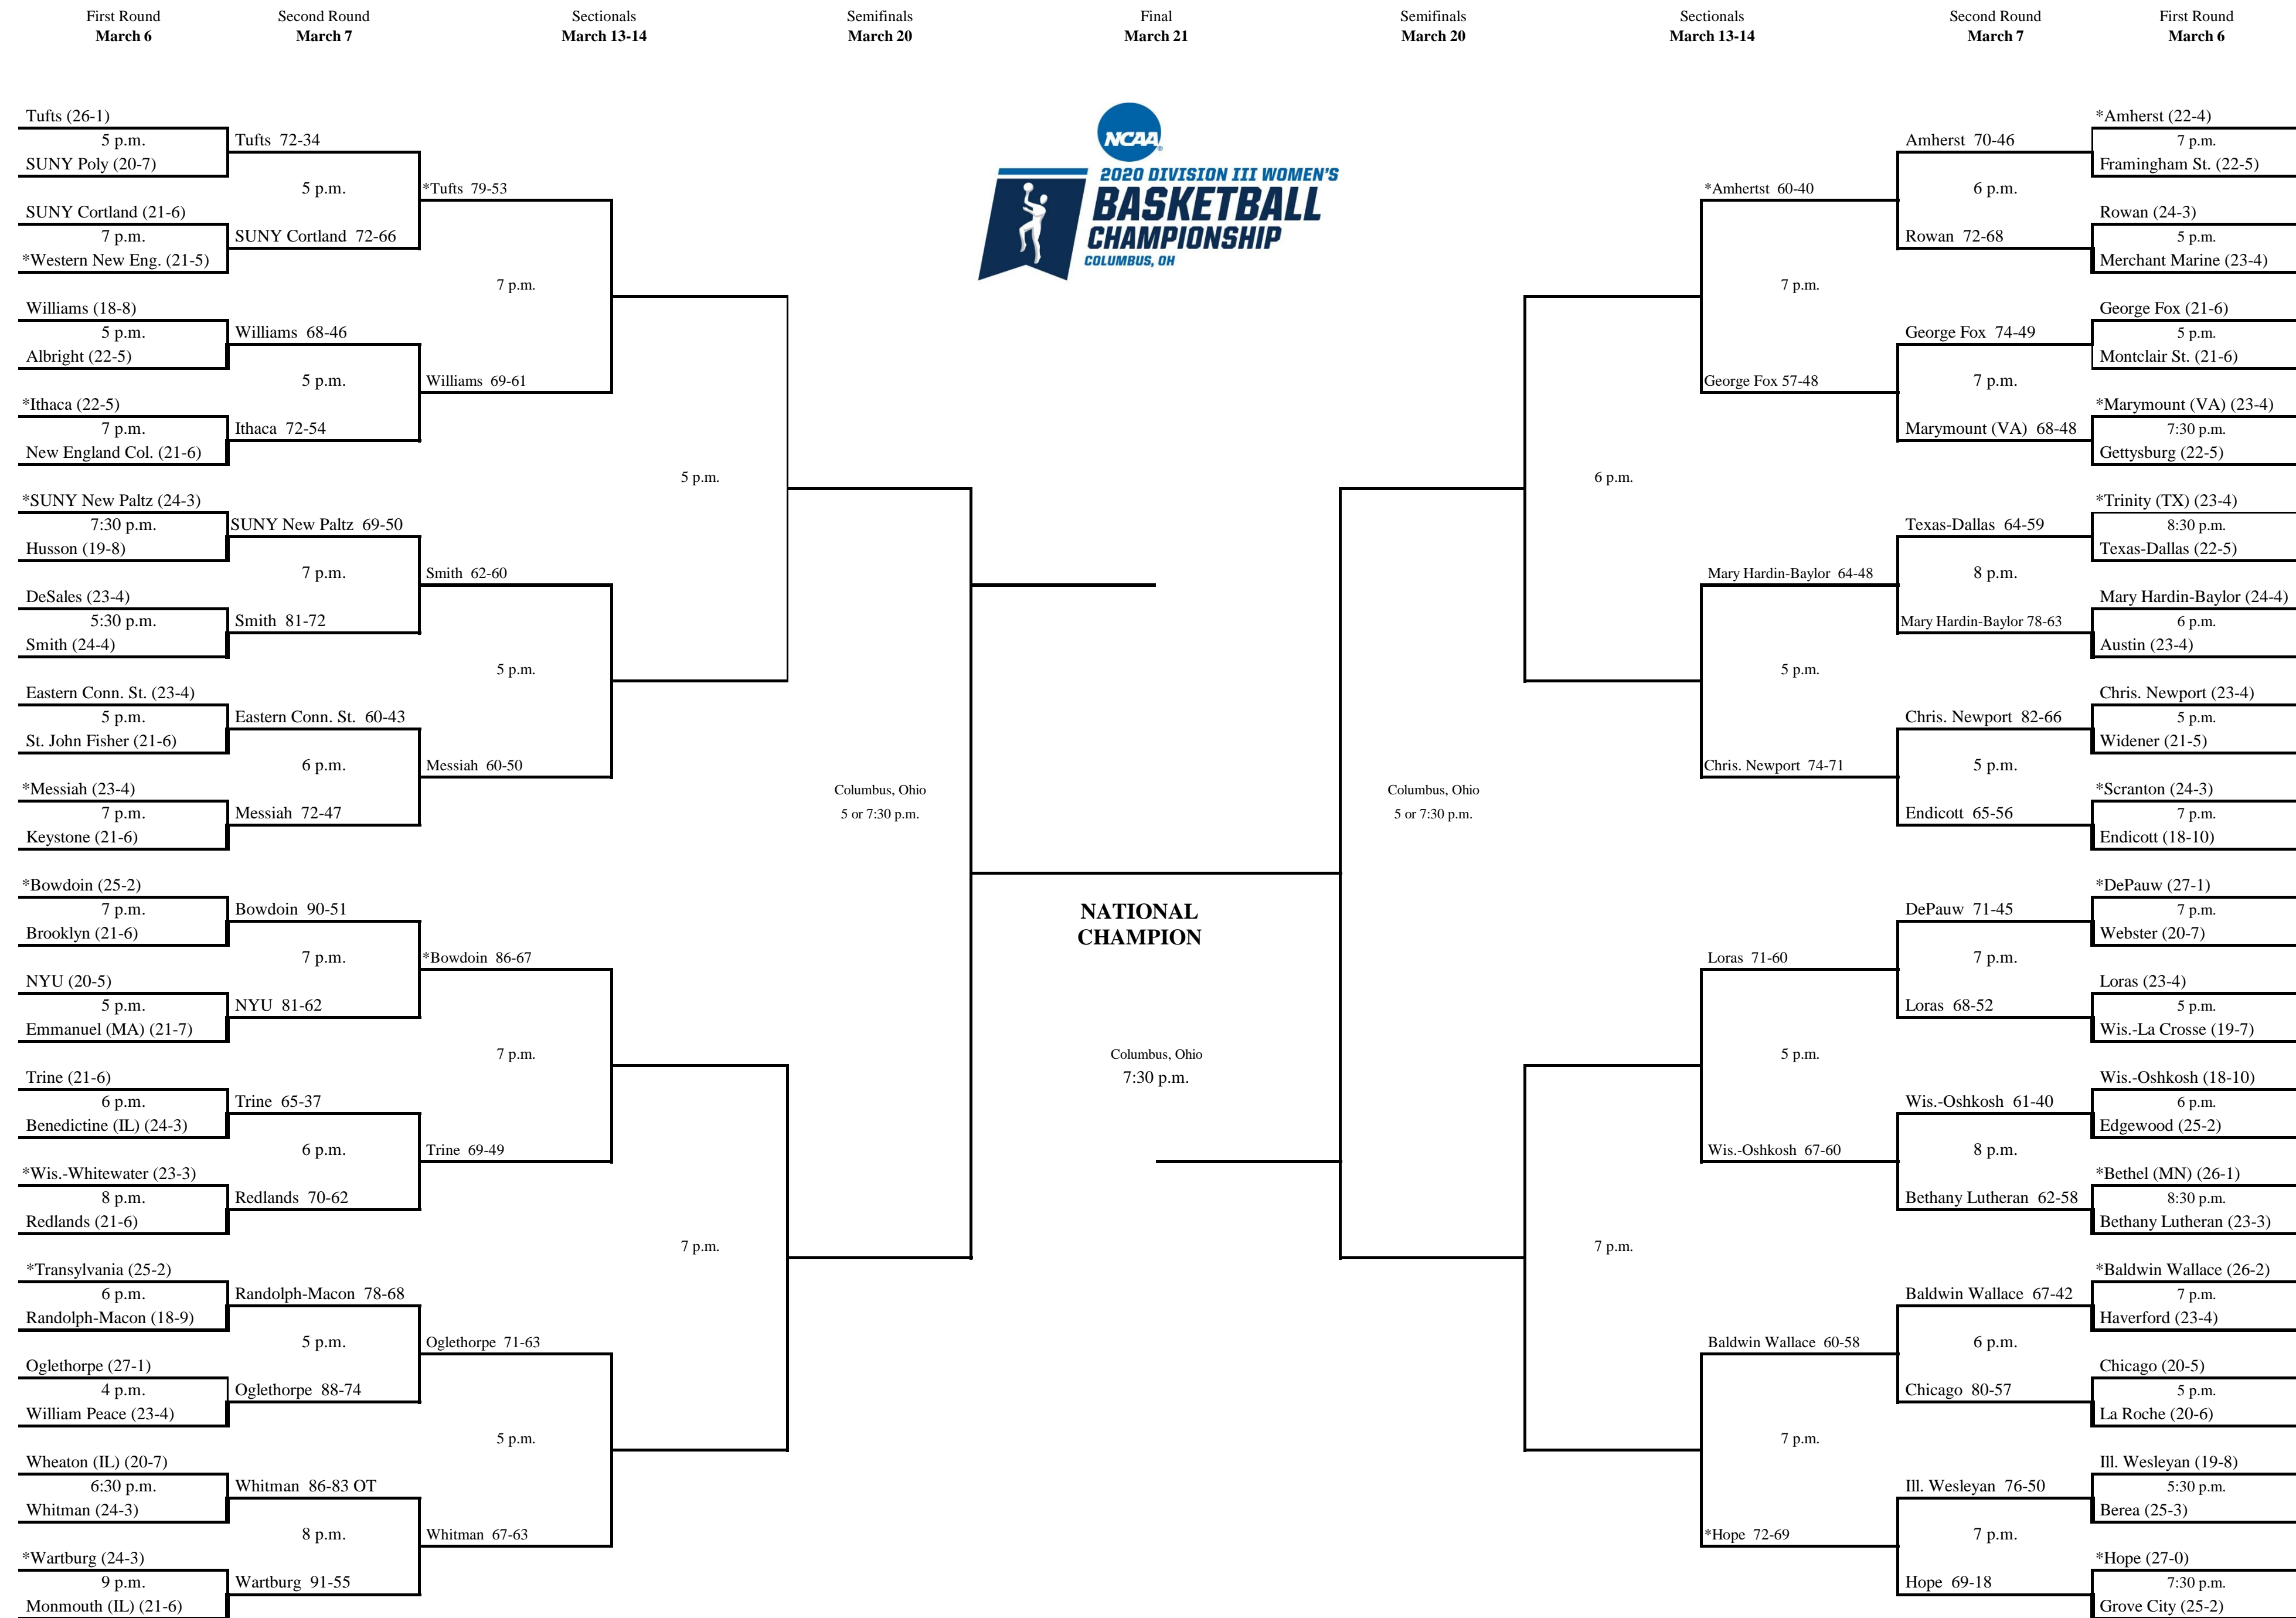 First Round
March 6
Second Round
March 7
Sectionals
March 13-14
Semifinals
March 20
Final
March 21
Semifinals
March 20
Sectionals
March 13-14
Second Round
March 7
First Round
March 6
NCAA
2020 DIVISION III WOMEN'S
BASKETBALL
CHAMPIONSHIP
COLUMBUS, OH
Tufts (26-1)
5 p.m.
SUNY Poly (20-7)
SUNY Cortland (21-6)
7 p.m.
*Western New Eng. (21-5)
Williams (18-8)
5 p.m.
Albright (22-5)
*Ithaca (22-5)
7 p.m.
New England Col. (21-6)
*SUNY New Paltz (24-3)
7:30 p.m.
Husson (19-8)
DeSales (23-4)
5:30 p.m.
Smith (24-4)
Eastern Conn. St. (23-4)
5 p.m.
St. John Fisher (21-6)
*Messiah (23-4)
7 p.m.
Keystone (21-6)
*Bowdoin (25-2)
7 p.m.
Brooklyn (21-6)
NYU (20-5)
5 p.m.
Emmanuel (MA) (21-7)
Trine (21-6)
6 p.m.
Benedictine (IL) (24-3)
*Wis.-Whitewater (23-3)
8 p.m.
Redlands (21-6)
*Transylvania (25-2)
6 p.m.
Randolph-Macon (18-9)
Oglethorpe (27-1)
4 p.m.
William Peace (23-4)
Wheaton (IL) (20-7)
6:30 p.m.
Whitman (24-3)
*Wartburg (24-3)
9 p.m.
Monmouth (IL) (21-6)
Tufts 72-34
5 p.m.
SUNY Cortland 72-66
Williams 68-46
5 p.m.
Ithaca 72-54
SUNY New Paltz 69-50
7 p.m.
Smith 81-72
Eastern Conn. St. 60-43
6 p.m.
Messiah 72-47
Bowdoin 90-51
7 p.m.
NYU 81-62
Trine 65-37
6 p.m.
Redlands 70-62
Randolph-Macon 78-68
5 p.m.
Oglethorpe 88-74
Whitman 86-83 OT
8 p.m.
Wartburg 91-55
*Tufts 79-53
7 p.m.
Williams 69-61
Smith 62-60
5 p.m.
Messiah 60-50
*Bowdoin 86-67
7 p.m.
Trine 69-49
Oglethorpe 71-63
5 p.m.
Whitman 67-63
5 p.m.
7 p.m.
Columbus, Ohio
5 or 7:30 p.m.
NATIONAL
CHAMPION
Columbus, Ohio
7:30 p.m.
Columbus, Ohio
5 or 7:30 p.m.
6 p.m.
7 p.m.
*Amhertst 60-40
7 p.m.
George Fox 57-48
Mary Hardin-Baylor 64-48
5 p.m.
Chris. Newport 74-71
Loras 71-60
5 p.m.
Wis.-Oshkosh 67-60
Baldwin Wallace 60-58
7 p.m.
*Hope 72-69
Amherst 70-46
6 p.m.
Rowan 72-68
George Fox 74-49
7 p.m.
Marymount (VA) 68-48
Texas-Dallas 64-59
8 p.m.
Mary Hardin-Baylor 78-63
Chris. Newport 82-66
5 p.m.
Endicott 65-56
DePauw 71-45
7 p.m.
Loras 68-52
Wis.-Oshkosh 61-40
8 p.m.
Bethany Lutheran 62-58
Baldwin Wallace 67-42
6 p.m.
Chicago 80-57
Ill. Wesleyan 76-50
7 p.m.
Hope 69-18
*Amherst (22-4)
7 p.m.
Framingham St. (22-5)
Rowan (24-3)
5 p.m.
Merchant Marine (23-4)
George Fox (21-6)
5 p.m.
Montclair St. (21-6)
*Marymount (VA) (23-4)
7:30 p.m.
Gettysburg (22-5)
*Trinity (TX) (23-4)
8:30 p.m.
Texas-Dallas (22-5)
Mary Hardin-Baylor (24-4)
6 p.m.
Austin (23-4)
Chris. Newport (23-4)
5 p.m.
Widener (21-5)
*Scranton (24-3)
7 p.m.
Endicott (18-10)
*DePauw (27-1)
7 p.m.
Webster (20-7)
Loras (23-4)
5 p.m.
Wis.-La Crosse (19-7)
Wis.-Oshkosh (18-10)
6 p.m.
Edgewood (25-2)
*Bethel (MN) (26-1)
8:30 p.m.
Bethany Lutheran (23-3)
*Baldwin Wallace (26-2)
7 p.m.
Haverford (23-4)
Chicago (20-5)
5 p.m.
La Roche (20-6)
Ill. Wesleyan (19-8)
5:30 p.m.
Berea (25-3)
*Hope (27-0)
7:30 p.m.
Grove City (25-2)